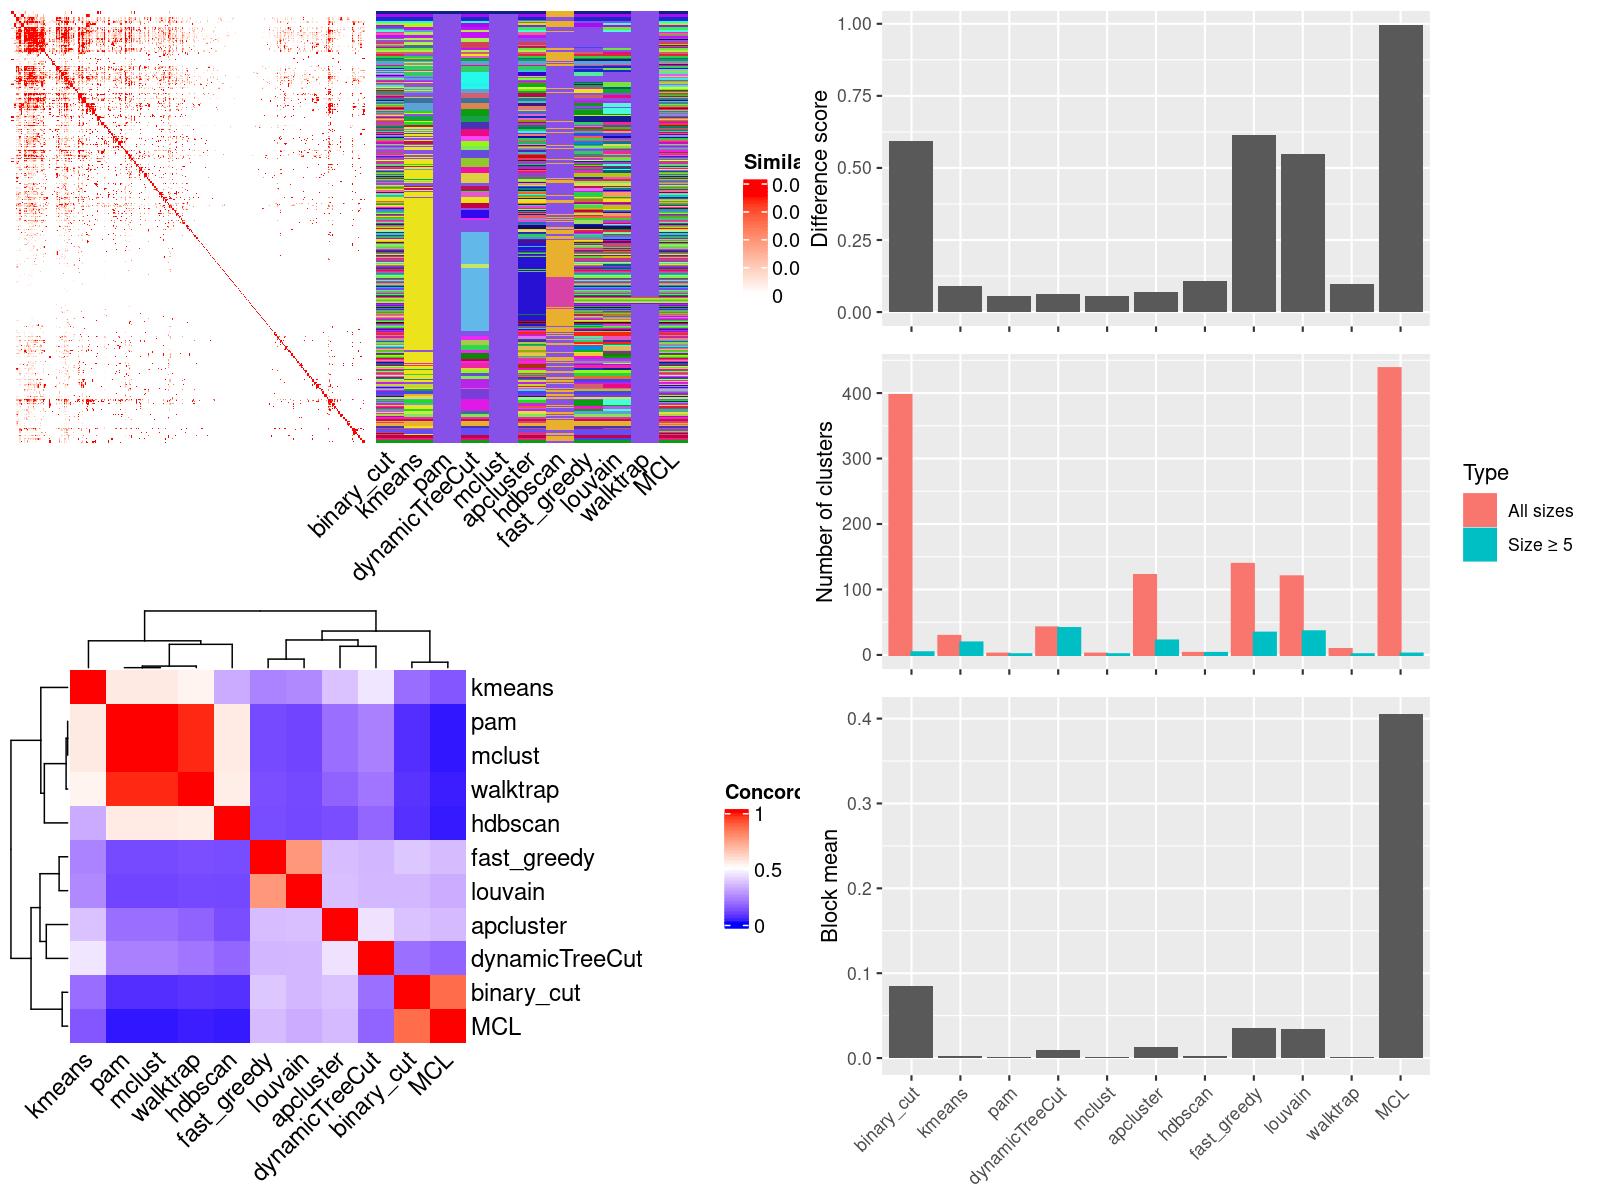 Simila
0.0
0.0
0.0
0.0
0
binary_cut
kmeans
pam
dynamicTreeCut
mclust
apcluster
hdbscan
fast_greedy
louvain
walktrap
MCL
kmeans
pam
mclust
walktrap
hdbscan
fast_greedy
louvain
apcluster
dynamicTreeCut
binary_cut
MCL
kmeans
pam
mclust
walktrap
hdbscan
fast_greedy
louvain
apcluster
dynamicTreeCut
binary_cut
MCL
Concord
1
0.5
0
Difference score
1.00
0.75
0.50
0.25
0.00
Number of clusters
400
300
200
100
0
Type
All sizes
Size ≥ 5
Block mean
0.4
0.3
0.2
0.1
0.0
binary_cut
kmeans
pam
dynamicTreeCut
mclust
apcluster
hdbscan
fast_greedy
louvain
walktrap
MCL